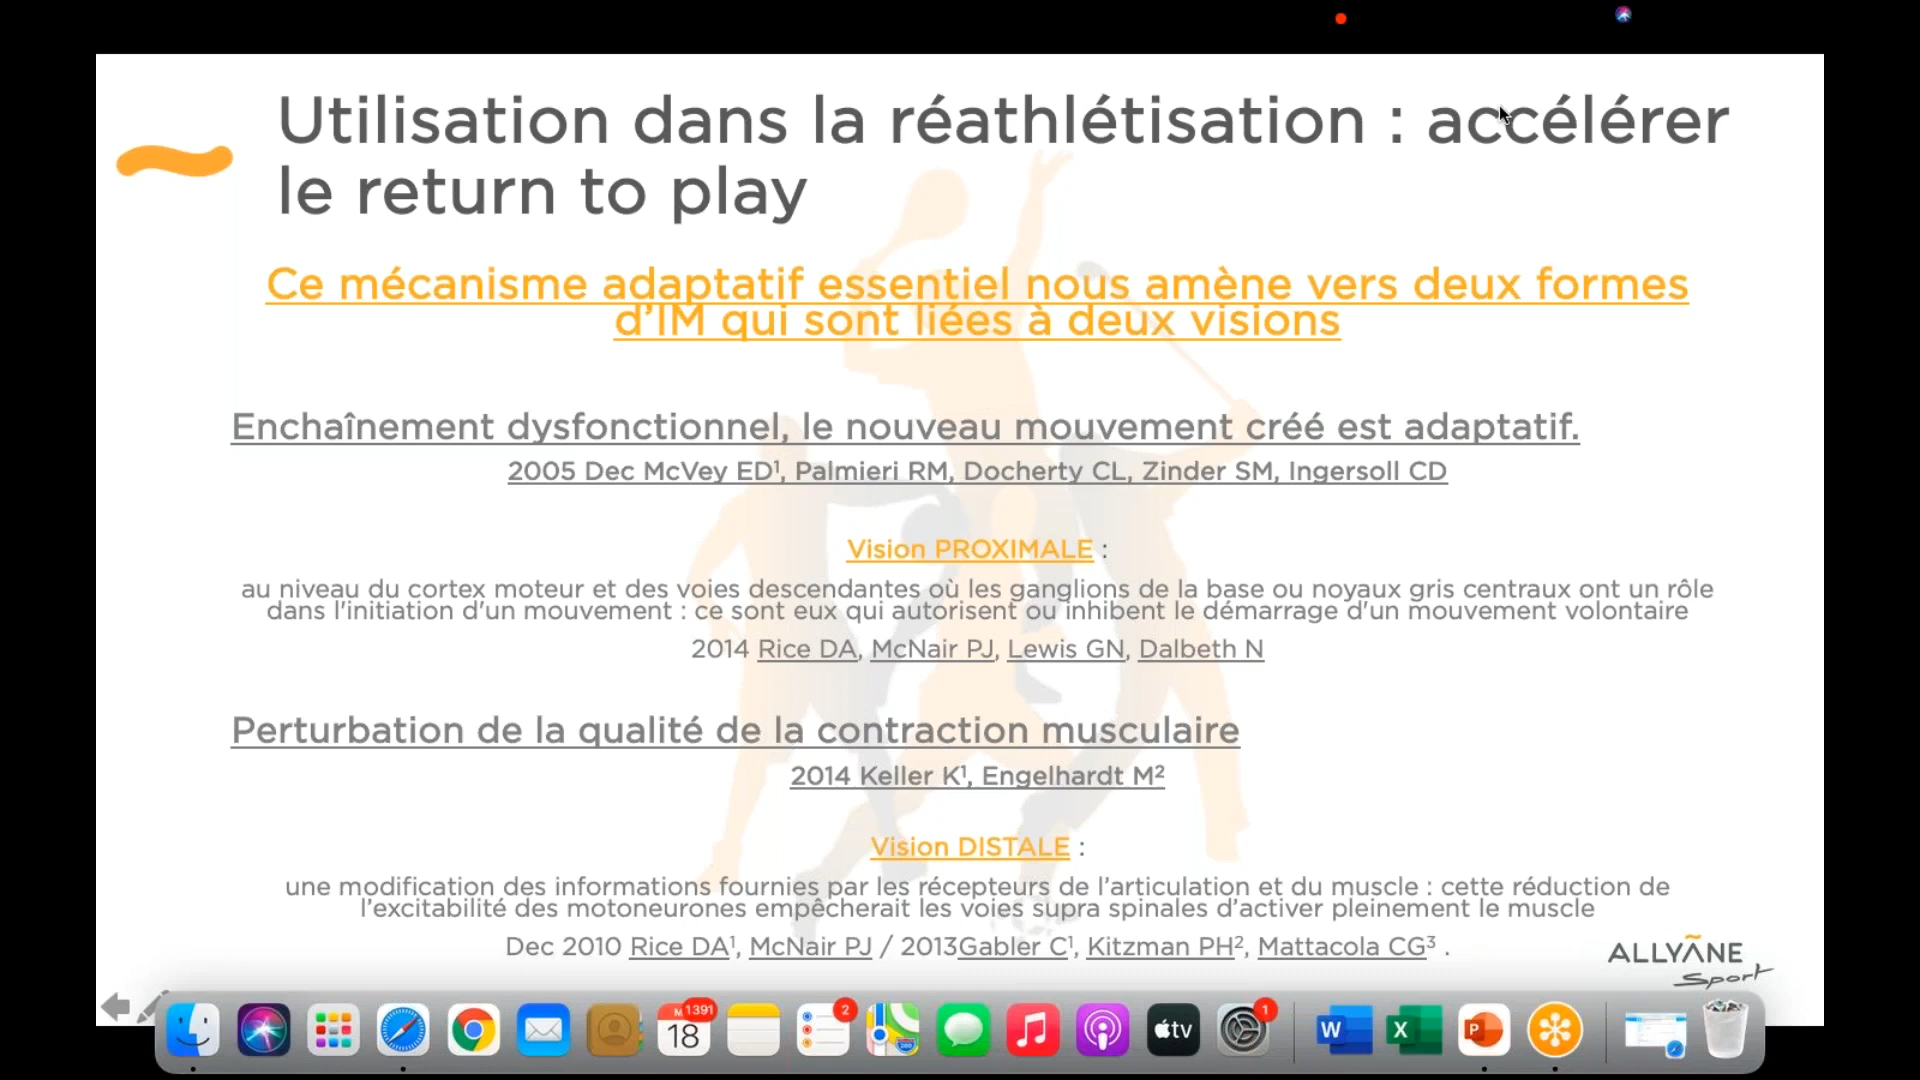 Utilisation dans la réathlétisation : accélérer
le return to play
Ce mécanisme adaptatif essentiel nous amène vers deux formes
d’IM qui sont liées à deux visions
Enchaînement dysfonctionnel, le nouveau mouvement créé est adaptatif.
2005 Dec McVey ED¹, Palmieri RM, Docherty CL, Zinder SM, Ingersoll CD
Vision PROXIMALE :
au niveau du cortex moteur et des voies descendantes où les ganglions de la base ou noyaux gris centraux ont un rôle
dans l'initiation d'un mouvement : ce sont eux qui autorisent ou inhibent le démarrage d'un mouvement volontaire
2014 Rice DA, McNair PJ, Lewis GN, Dalbeth N
Perturbation de la qualité de la contraction musculaire
2014 Keller K¹, Engelhardt M²
Vision DISTALE :
une modification des informations fournies par les récepteurs de l’articulation et du muscle : cette réduction de
l’excitabilité des motoneurones empêcherait les voies supra spinales d’activer pleinement le muscle
Dec 2010 Rice DA¹, McNair PJ / 2013Gabler C¹, Kitzman PH², Mattacola CG³ .
ALLYÃNE
Sport
1391
18
2
tv
1
W
X
P